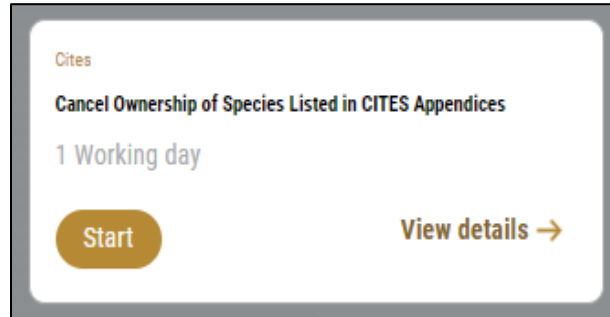 Cites
Cancel Ownership of Species Listed in CITES Appendices
1 Working day
Start
View details →